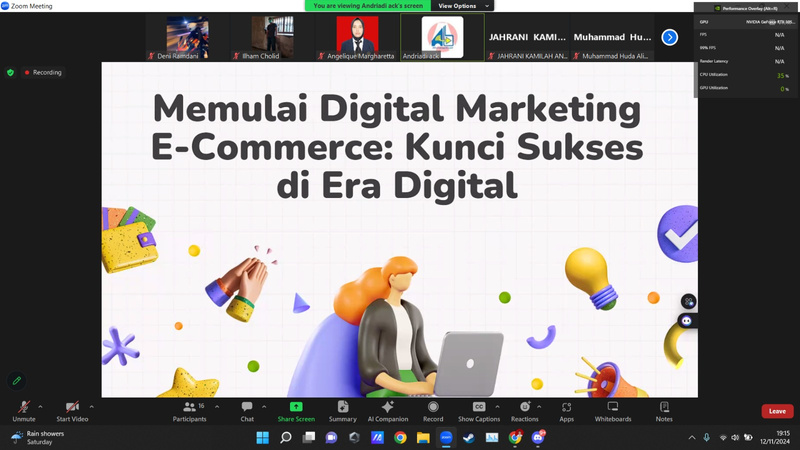 Zoom Meeting
You are viewing Andriadi ack's screen
View Options
Performance Overlay (Alt+R)
GPU
FPS N/A
99% FPS N/A
Render Latency N/A
CPU Utilization 35 %
GPU Utilization 0 %
Deni Ramdani
Ilham Cholid
Angelique Margharetta
Andriadi ack
JAHRANI KAMI...
JAHRANI KAMILAH AN...
Muhammad Hu...
Muhammad Huda Ali...
Recording
Memulai Digital Marketing
E-Commerce: Kunci Sukses
di Era Digital
Unmute
Start Video
Participants
16
Chat
Share Screen
Summary
AI Companion
Record
CC
Show Captions
Reactions
Apps
Whiteboards
Notes
Leave
Rain showers
Saturday
19:15
12/11/2024